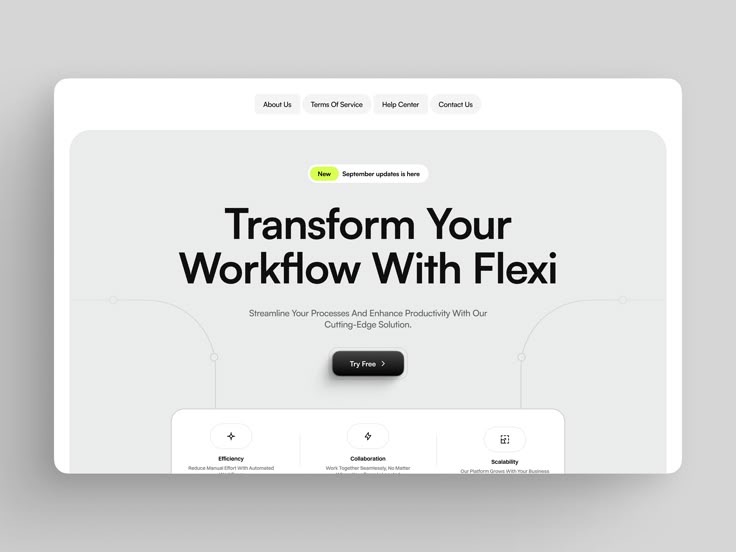 About Us
Terms Of Service
Help Center
Contact Us
New September updates is here
Transform Your
Workflow With Flexi
Streamline Your Processes And Enhance Productivity With Our
Cutting-Edge Solution.
Try Free
Efficiency
Reduce Manual Effort With Automated
Collaboration
Work Together Seamlessly, No Matter
Scalability
Our Platform Grows With Your Business